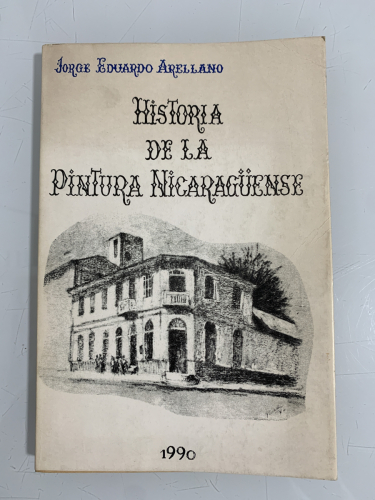 Jorge Eduardo Arellano
Historia
de la
Pintura Nicaragüense
1990